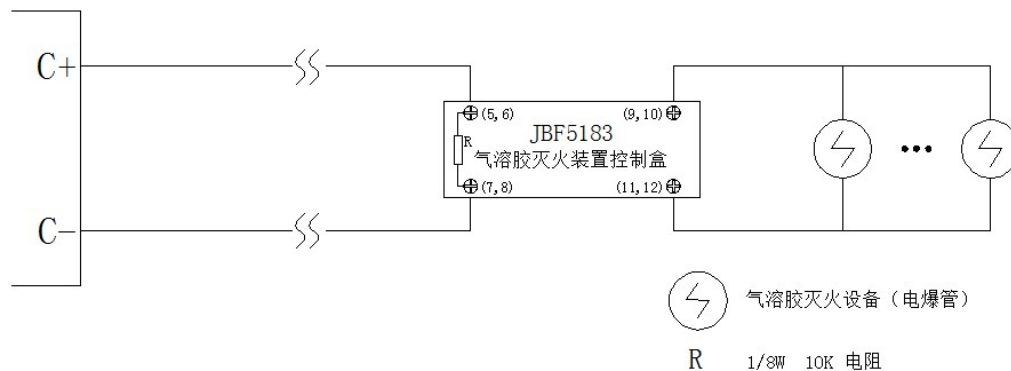 C+
(5,6)
(9,10)
R
JBF5183
气溶胶灭火装置控制盒
(7,8)
(11,12)
C-
气溶胶灭火设备（电爆管）
R 1/8W 10K 电阻